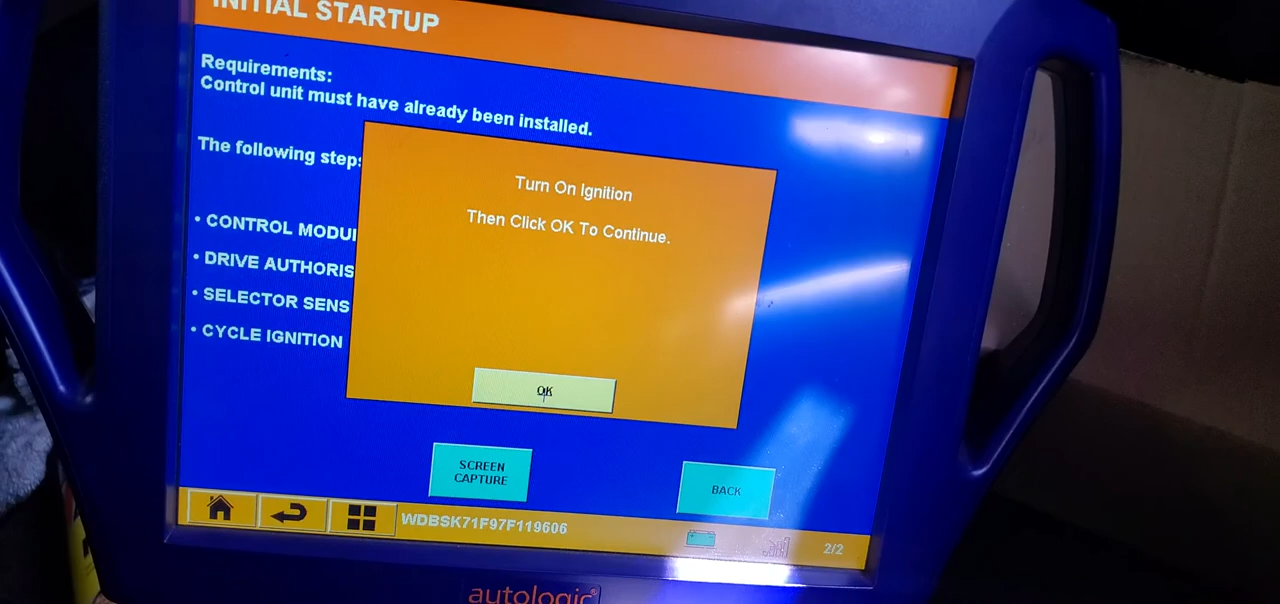 INITIAL STARTUP
Requirements:
Control unit must have already been installed.
The following step
• CONTROL MODUL
• DRIVE AUTHORIS
• SELECTOR SENS
• CYCLE IGNITION
Turn On Ignition
Then Click OK To Continue.
OK
SCREEN
CAPTURE
BACK
WDBSK71F97F119606
2/2
autologic®